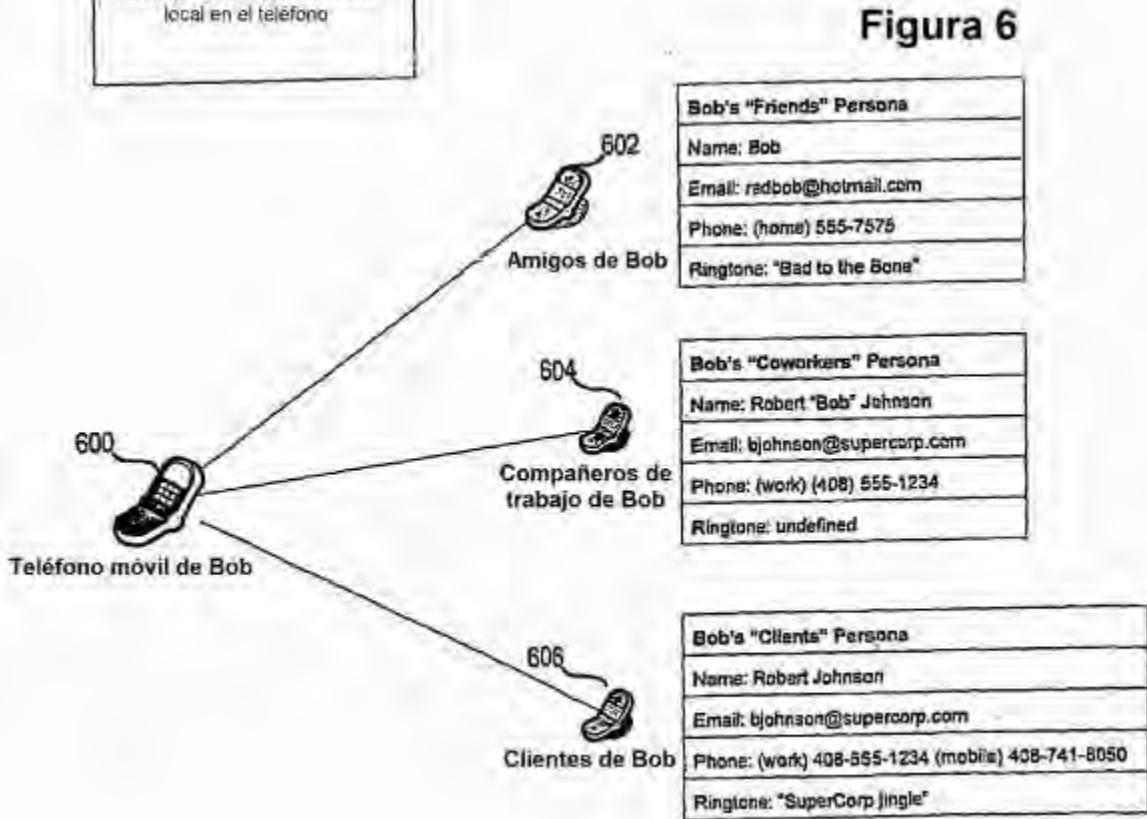 local en el teléfono
Figura 6
602
Amigos de Bob
Bob's "Friends" Persona
Name: Bob
Email: radbob@hotmail.com
Phone: (home) 555-7575
Ringtone: "Bad to the Bone"
604
Compañeros de
trabajo de Bob
Bob's "Coworkers" Persona
Name: Robert "Bob" Johnson
Email: bjohnson@supercorp.com
Phone: (work) (408) 555-1234
Ringtone: undefined
600
Teléfono móvil de Bob
606
Clientes de Bob
Bob's "Clients" Persona
Name: Robert Johnson
Email: bjohnson@supercorp.com
Phone: (work) 408-555-1234 (mobile) 408-741-8050
Ringtone: "SuperCorp jingle"